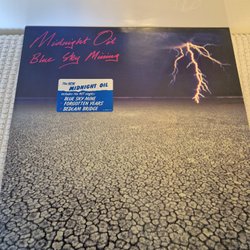 Midnight Oil
Blue Sky Mining
The NEW
MIDNIGHT OIL
includes the HIT singles
BLUE SKY MINE
FORGOTTEN YEARS
BEDLAM BRIDGE